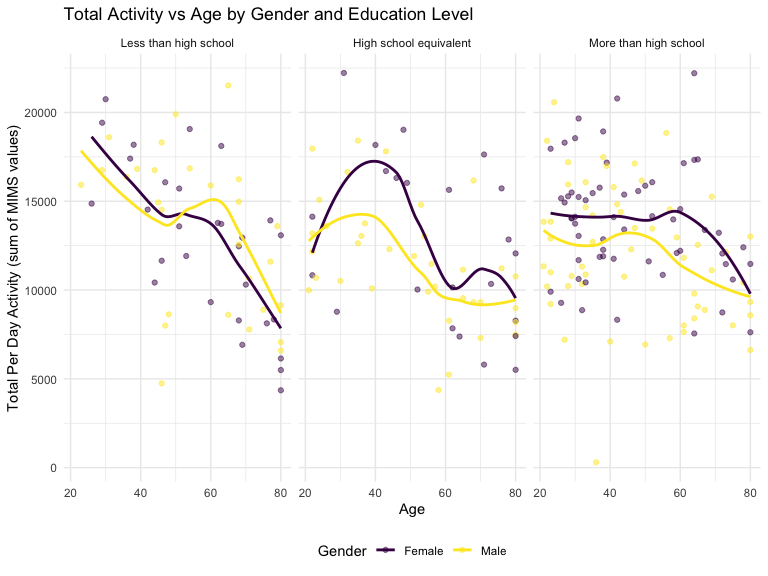 Total Activity vs Age by Gender and Education Level
Less than high school High school equivalent More than high school
Total Per Day Activity (sum of MIMS values)
20000
15000
10000
5000
0
20 40 60 80 20 40 60 80 20 40 60 80
Age
Gender Female Male